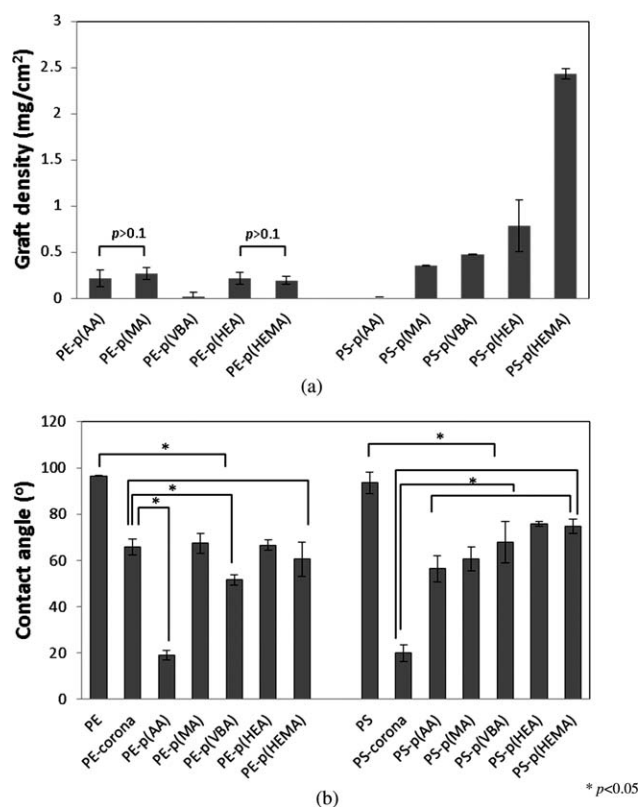 Graft density (mg/cm²)
3
2.5
2
1.5
1
0.5
0
p>0.1
p>0.1
PE-p(AA)
PE-p(MA)
PE-p(VBA)
PE-p(HEA)
PE-p(HEMA)
PS-p(AA)
PS-p(MA)
PS-p(VBA)
PS-p(HEA)
PS-p(HEMA)
(a)
Contact angle (°)
120
100
80
60
40
20
0
*
*
*
*
*
PE
PE-corona
PE-p(AA)
PE-p(MA)
PE-p(VBA)
PE-p(HEA)
PE-p(HEMA)
PS
PS-corona
PS-p(AA)
PS-p(MA)
PS-p(VBA)
PS-p(HEA)
PS-p(HEMA)
* p<0.05
(b)